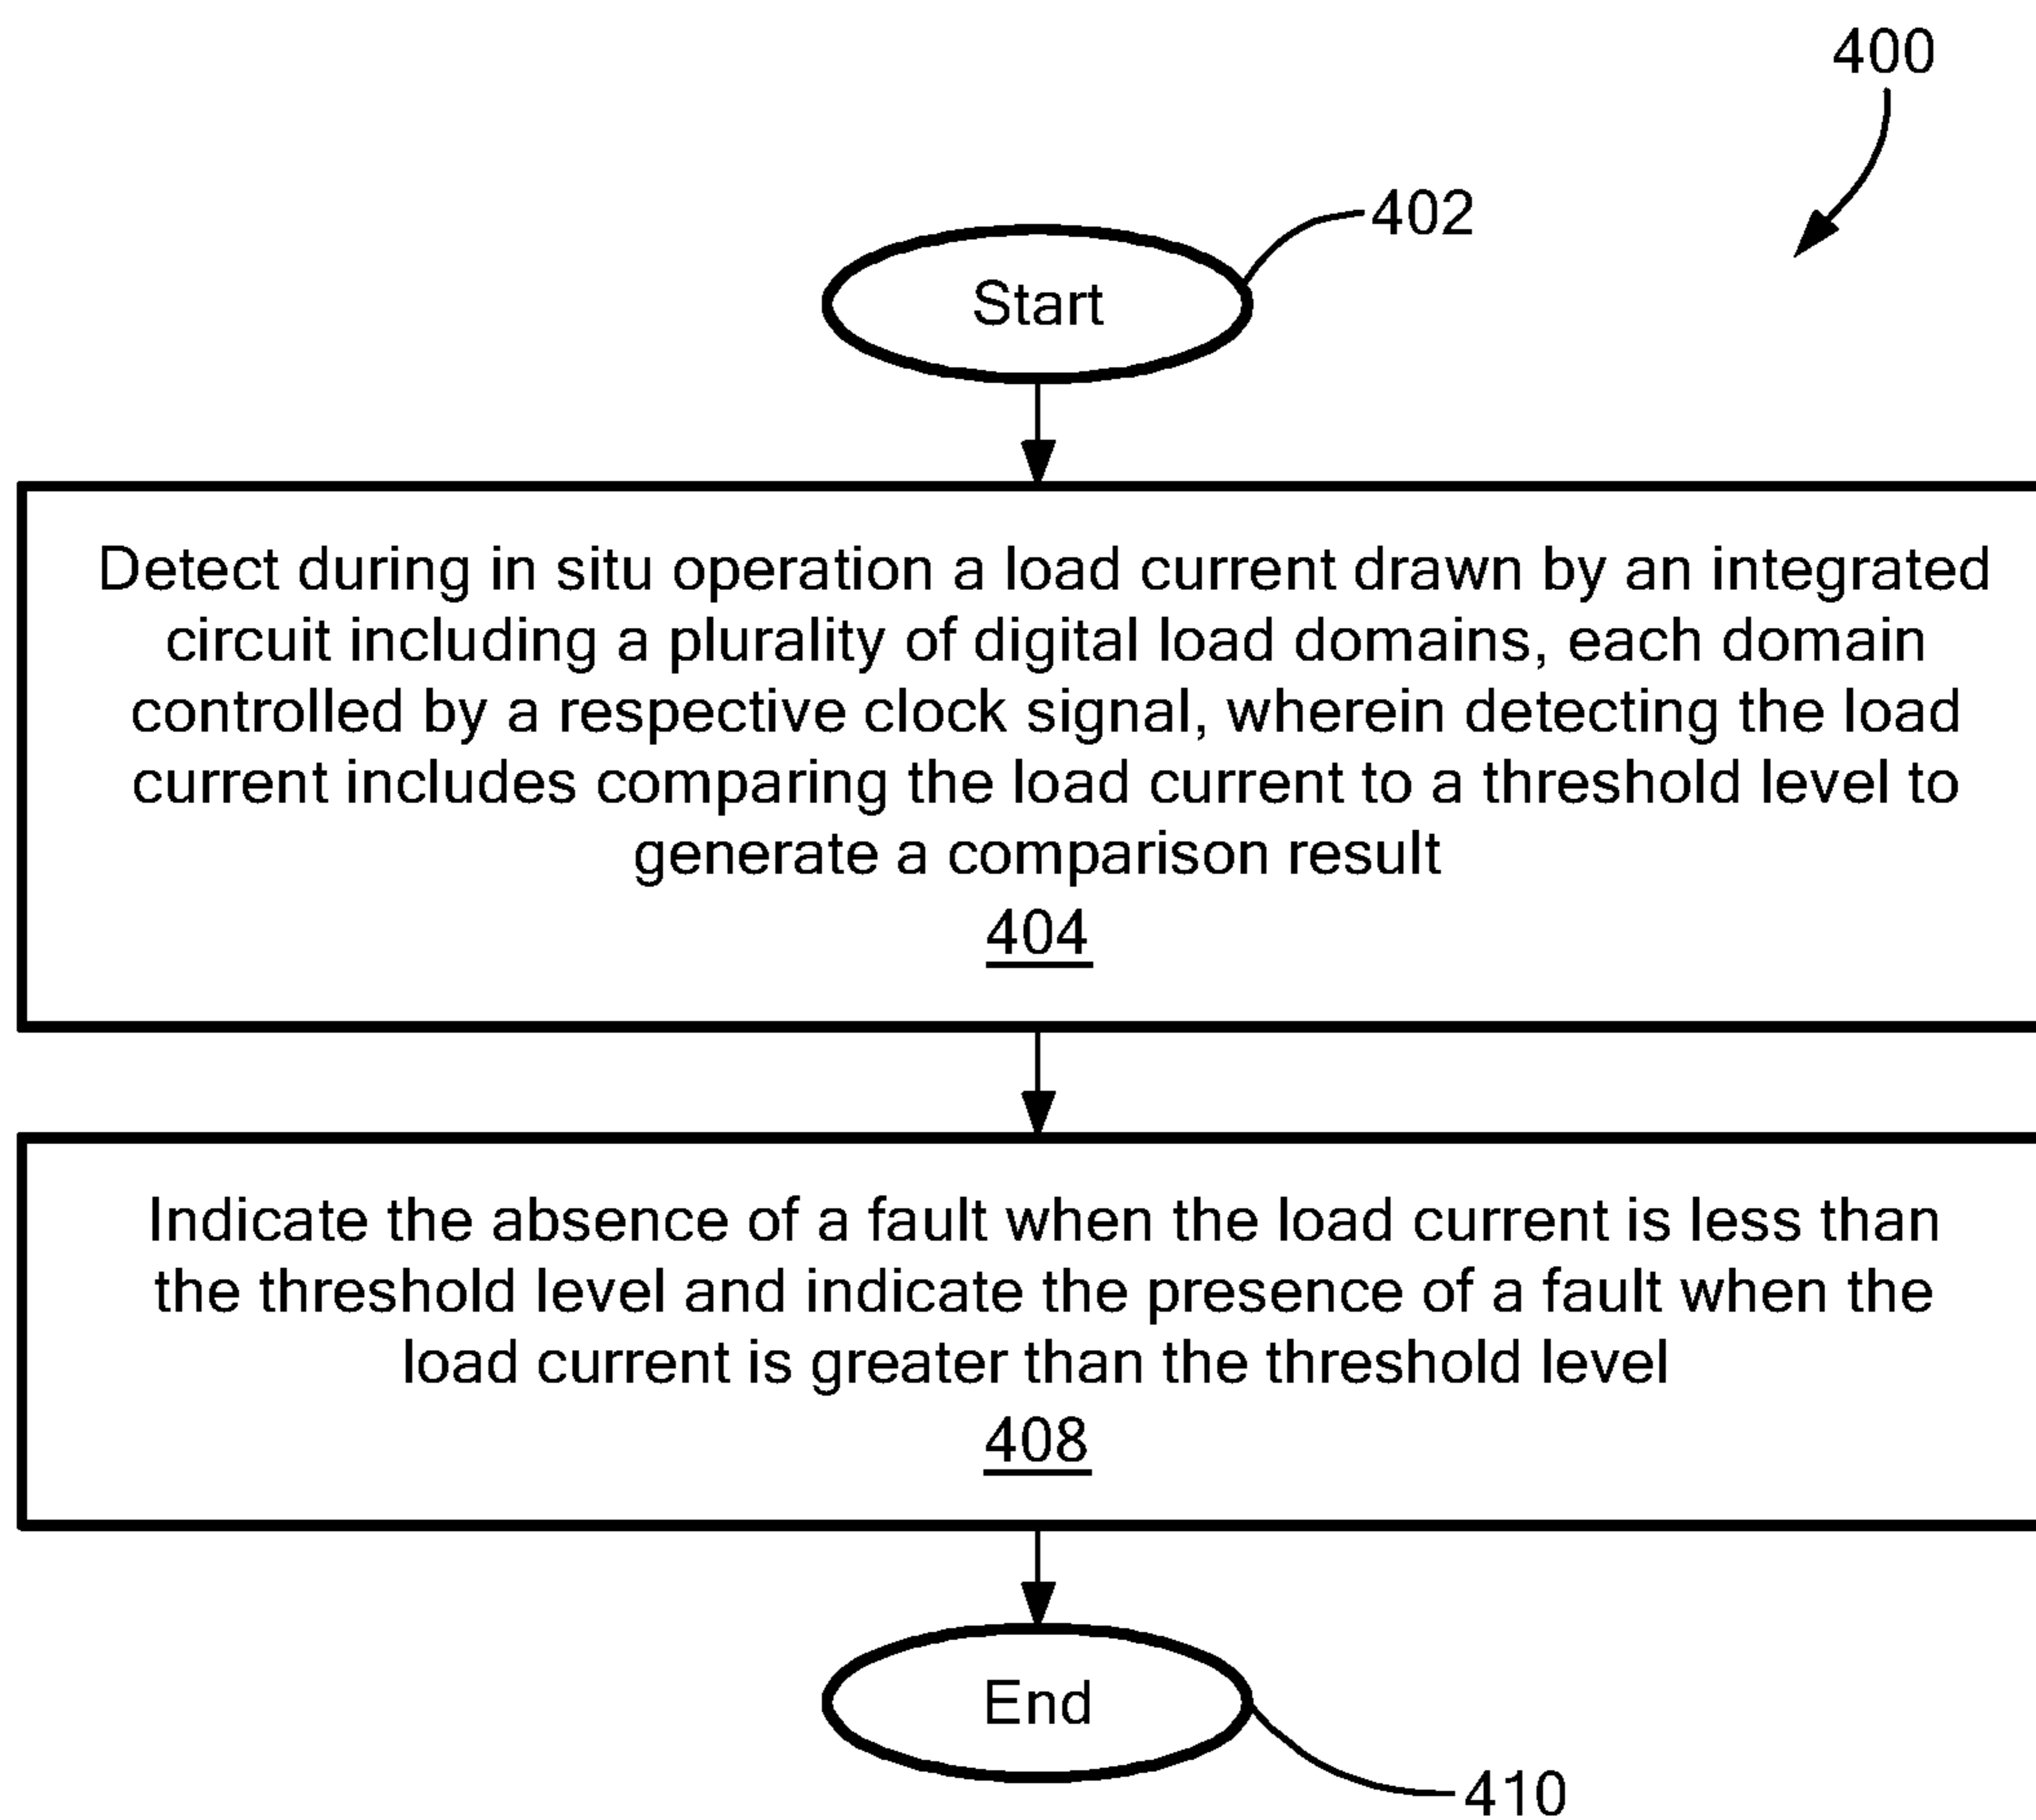 400
402
Start
Detect during in situ operation a load current drawn by an integrated
circuit including a plurality of digital load domains, each domain
controlled by a respective clock signal, wherein detecting the load
current includes comparing the load current to a threshold level to
generate a comparison result
404
Indicate the absence of a fault when the load current is less than
the threshold level and indicate the presence of a fault when the
load current is greater than the threshold level
408
End
410